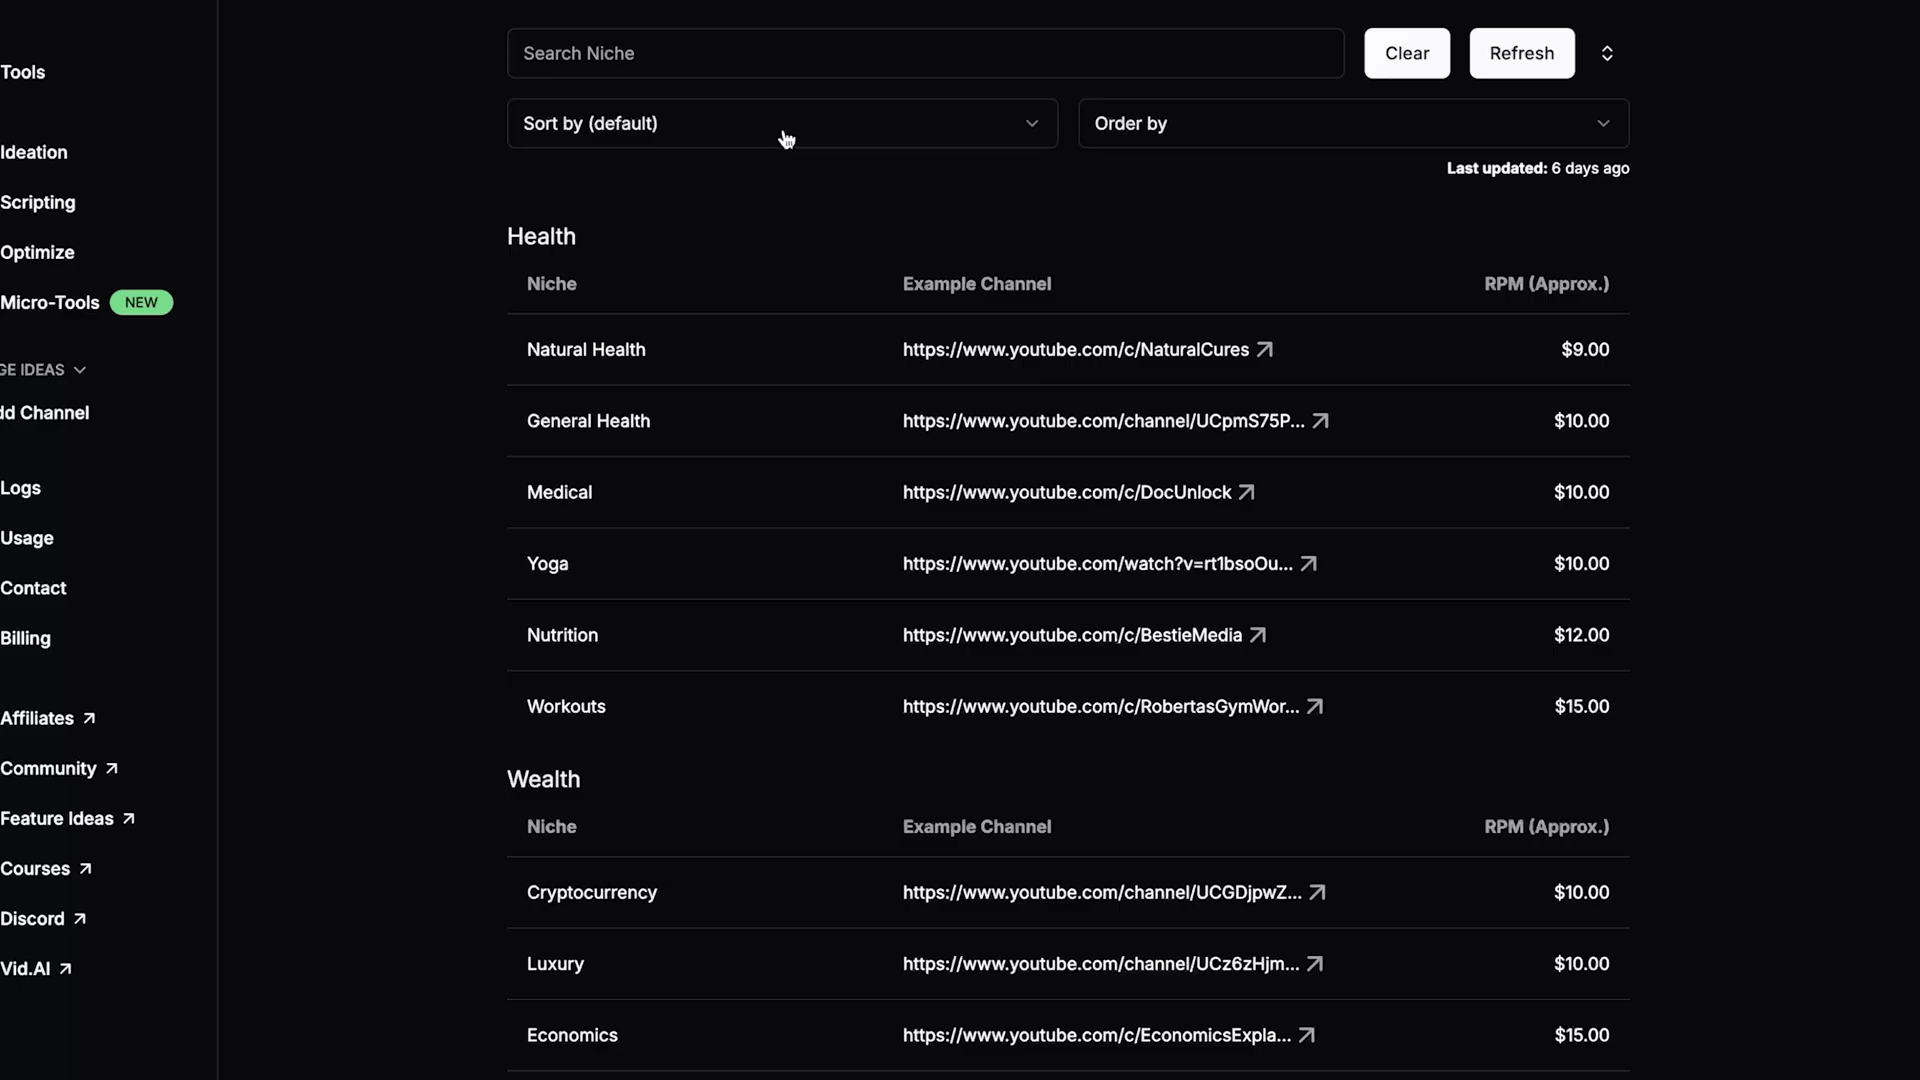 Tools
Ideation
Scripting
Optimize
Micro-Tools NEW
GE IDEAS
dd Channel
Logs
Usage
Contact
Billing
Affiliates
Community
Feature Ideas
Courses
Discord
Vid.AI
Search Niche
Clear
Refresh
Sort by (default)
Order by
Last updated: 6 days ago
Health
Niche Example Channel RPM (Approx.)
Natural Health https://www.youtube.com/c/NaturalCures $9.00
General Health https://www.youtube.com/channel/UCpmS75P... $10.00
Medical https://www.youtube.com/c/DocUnlock $10.00
Yoga https://www.youtube.com/watch?v=rt1bsoOu... $10.00
Nutrition https://www.youtube.com/c/BestieMedia $12.00
Workouts https://www.youtube.com/c/RobertasGymWor... $15.00
Wealth
Niche Example Channel RPM (Approx.)
Cryptocurrency https://www.youtube.com/channel/UCGDjpwZ... $10.00
Luxury https://www.youtube.com/channel/UCz6zHjm... $10.00
Economics https://www.youtube.com/c/EconomicsExpla... $15.00